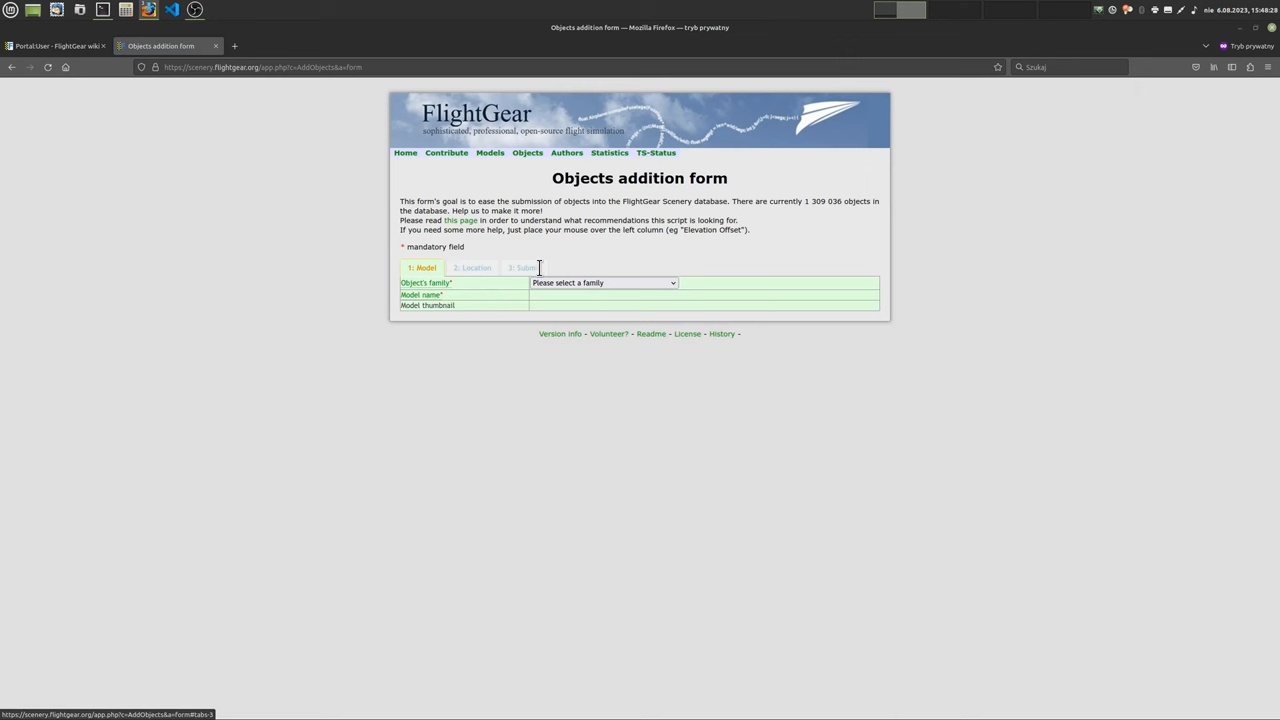 nie 6.08.2023, 15:48:28
Objects addition form — Mozilla Firefox — tryb prywatny
Portal:User - FlightGear wiki
Objects addition form
Tryb prywatny
https://scenery.flightgear.org/app.php?c=AddObjects&a=form
Szukaj
FlightGear
sophisticated, professional, open-source flight simulation
Home Contribute Models Objects Authors Statistics TS-Status
Objects addition form
This form's goal is to ease the submission of objects into the FlightGear Scenery database. There are currently 1 309 036 objects in
the database. Help us to make it more!
Please read this page in order to understand what recommendations this script is looking for.
If you need some more help, just place your mouse over the left column (eg "Elevation Offset").
* mandatory field
1: Model 2: Location 3: Submit
Object's family* Please select a family
Model name*
Model thumbnail
Version info - Volunteer? - Readme - License - History -
https://scenery.flightgear.org/app.php?c=AddObjects&a=form#tabs-3